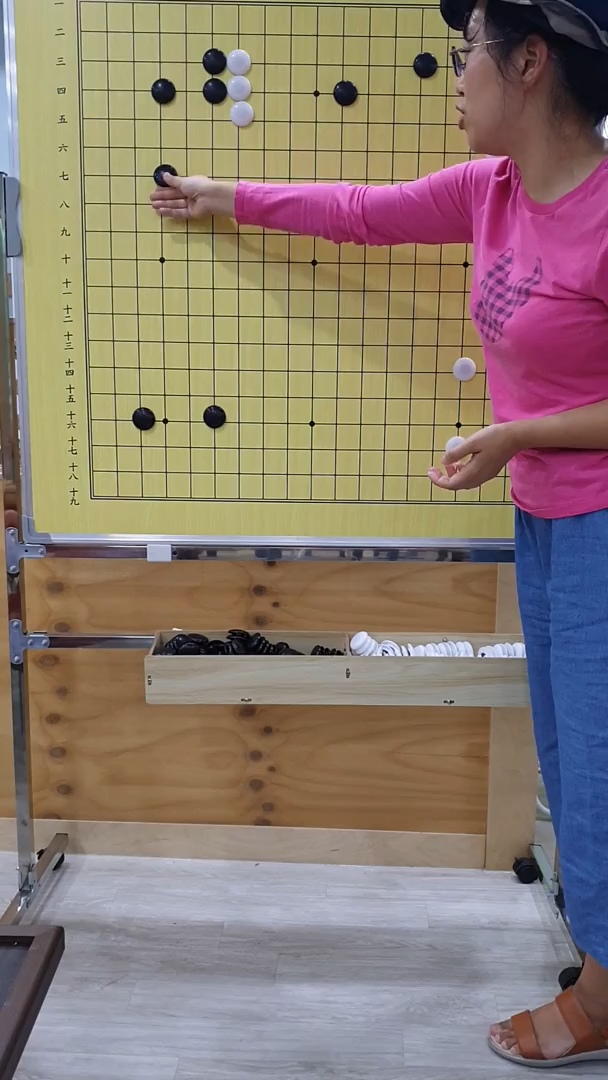 一
二
三
四
五
六
七
八
九
十
十一
十二
十三
十四
十五
十六
十七
十八
十九